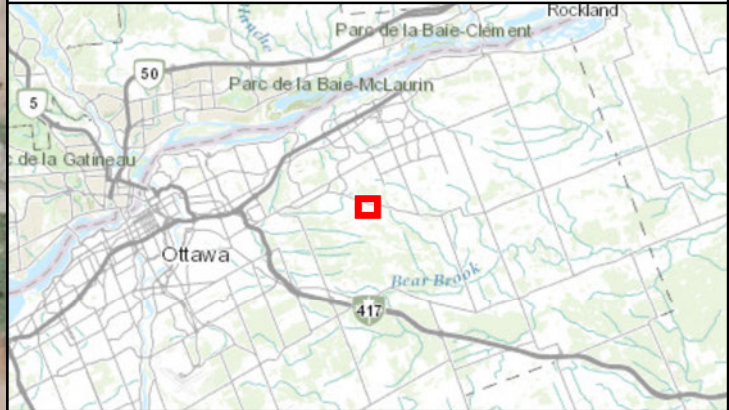 Rockland
Hauche
Parc de la Baie-Clément
50
Parc de la Baie-McLaurin
5
c de la Gatineau
Ottawa
Bear Brook
417